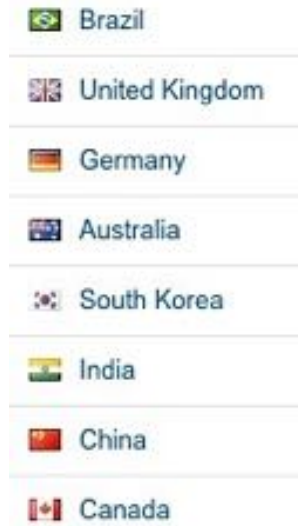 Brazil
United Kingdom
Germany
Australia
South Korea
India
China
Canada